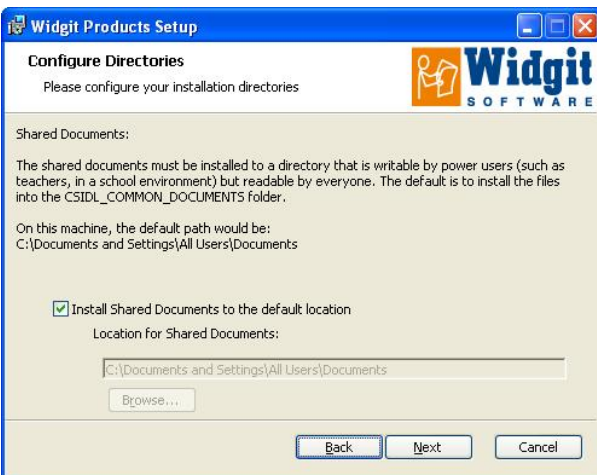 Widgit Products Setup
Configure Directories
Please configure your installation directories
Widgit
SOFTWARE
Shared Documents:
The shared documents must be installed to a directory that is writable by power users (such as
teachers, in a school environment) but readable by everyone. The default is to install the files
into the CSIDL_COMMON_DOCUMENTS folder.
On this machine, the default path would be:
C:\Documents and Settings\All Users\Documents
Install Shared Documents to the default location
Location for Shared Documents:
C:\Documents and Settings\All Users\Documents
Browse...
Back Next Cancel